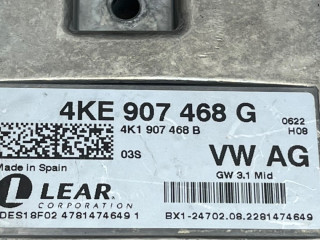 4KE 907 468 G 0622
4K1 907 468 B H08
03S VW AG
Made in Spain GW 3.1 Mid
LEAR.
CORPORATION
DES18F02 4781474649 1 BX1-24702.08.2281474649